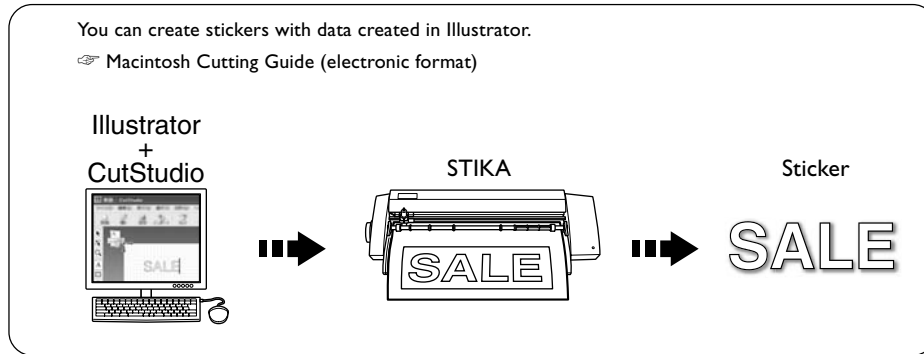 You can create stickers with data created in Illustrator.
☞ Macintosh Cutting Guide (electronic format)
Illustrator
+
CutStudio
STIKA
Sticker
CutStudio
SALE
SALE
SALE